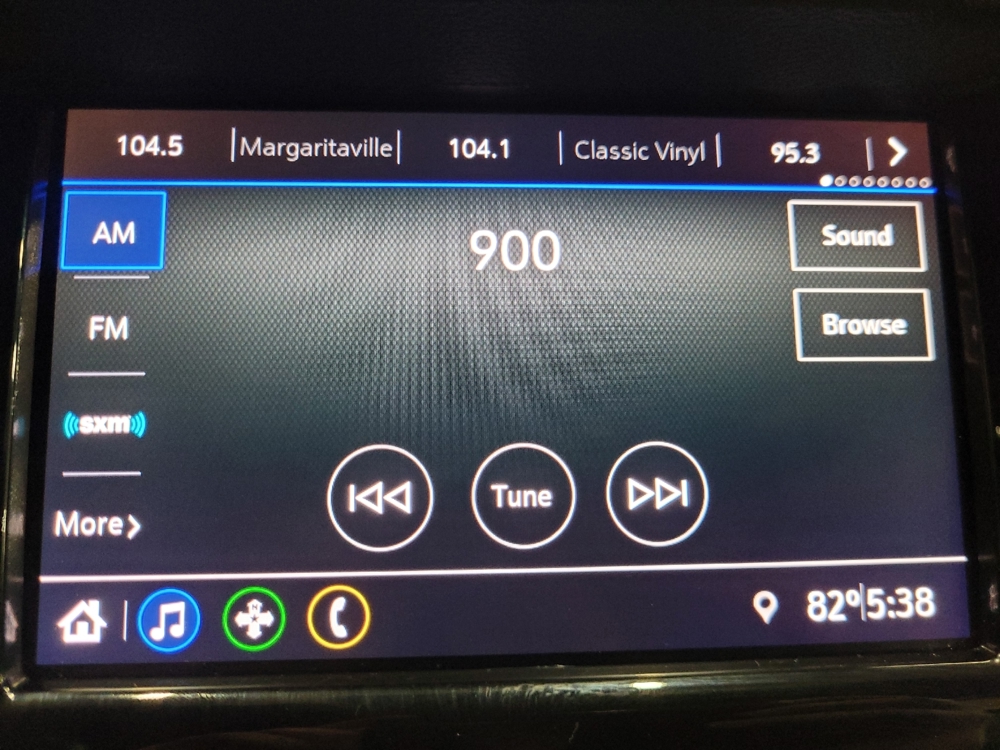 104.5 |Margaritaville| 104.1 | Classic Vinyl | 95.3 |
AM
900
Sound
FM
Browse
sxm
Tune
More
82°|5:38